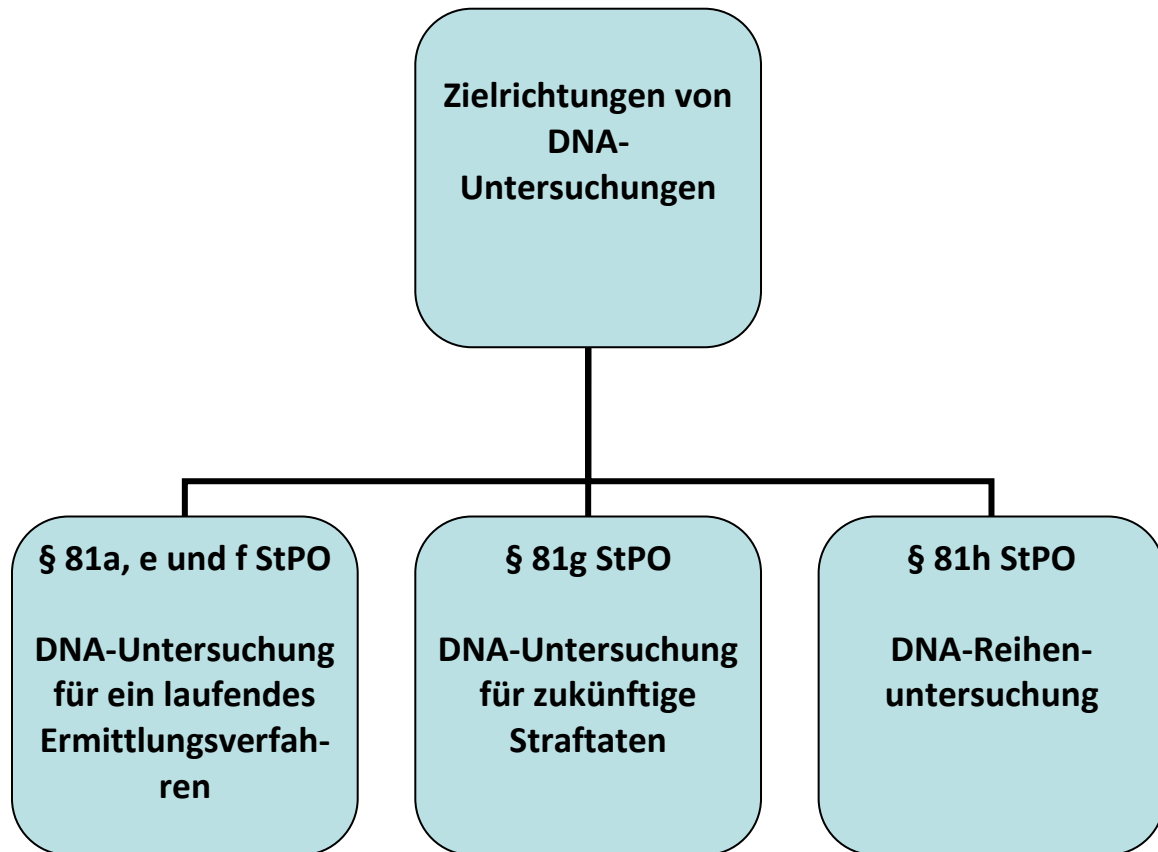 Zielrichtungen von
DNA-
Untersuchungen
§ 81a, e und f StPO
DNA-Untersuchung
für ein laufendes
Ermittlungsverfah-
ren
§ 81g StPO
DNA-Untersuchung
für zukünftige
Straftaten
§ 81h StPO
DNA-Reihen-
untersuchung